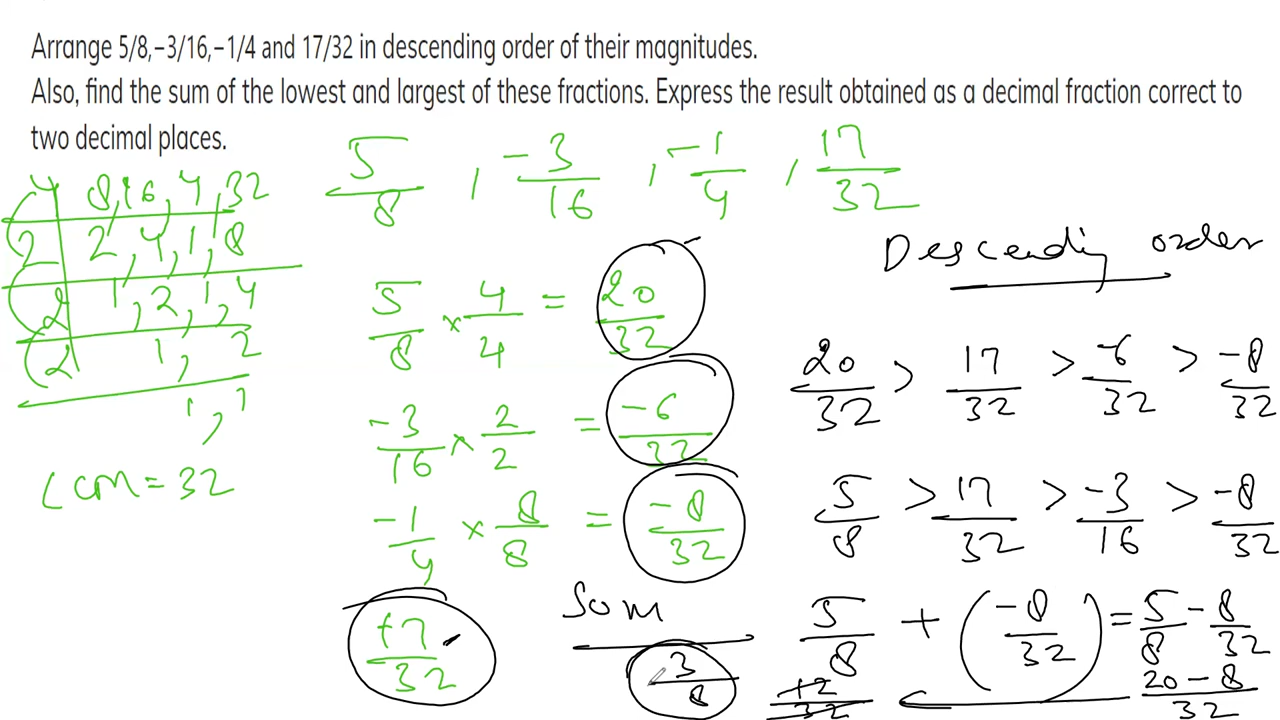 Arrange 5/8,–3/16,–1/4 and 17/32 in descending order of their magnitudes.
Also, find the sum of the lowest and largest of these fractions. Express the result obtained as a decimal fraction correct to
two decimal places.
5/8 , -3/16 , -1/4 , 17/32
4 | 8,16,4,32
2 | 2,4,1,8
2 | 1,2,1,4
2 | 1, 2
1, 1
LCM = 32
5/8 × 4/4 = 20/32
-3/16 × 2/2 = -6/32
-1/4 × 8/8 = -8/32
17/32
Descending order
20/32 > 17/32 > -6/32 > -8/32
5/8 > 17/32 > -3/16 > -8/32
Som
5/8 + (-8/32) = 5/8 - 8/32
20-8/32
12/32
3/8